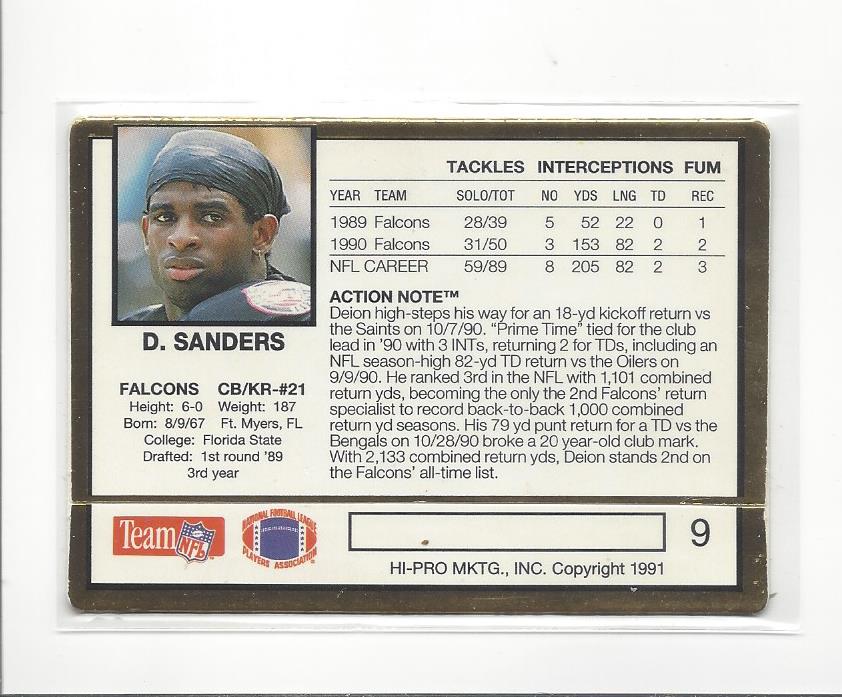 TACKLES INTERCEPTIONS FUM
YEAR TEAM SOLO/TOT NO YDS LNG TD REC
1989 Falcons 28/39 5 52 22 0 1
1990 Falcons 31/50 3 153 82 2 2
NFL CAREER 59/89 8 205 82 2 3
D. SANDERS
FALCONS CB/KR-#21
Height: 6-0 Weight: 187
Born: 8/9/67 Ft. Myers, FL
College: Florida State
Drafted: 1st round '89
3rd year
ACTION NOTE™
Deion high-steps his way for an 18-yd kickoff return vs
the Saints on 10/7/90. "Prime Time" tied for the club
lead in '90 with 3 INTs, returning 2 for TDs, including an
NFL season-high 82-yd TD return vs the Oilers on
9/9/90. He ranked 3rd in the NFL with 1,101 combined
return yds, becoming the only the 2nd Falcons' return
specialist to record back-to-back 1,000 combined
return yd seasons. His 79 yd punt return for a TD vs the
Bengals on 10/28/90 broke a 20 year-old club mark.
With 2,133 combined return yds, Deion stands 2nd on
the Falcons' all-time list.
Team NFL
NATIONAL FOOTBALL LEAGUE
PLAYERS ASSOCIATION
9
HI-PRO MKTG., INC. Copyright 1991